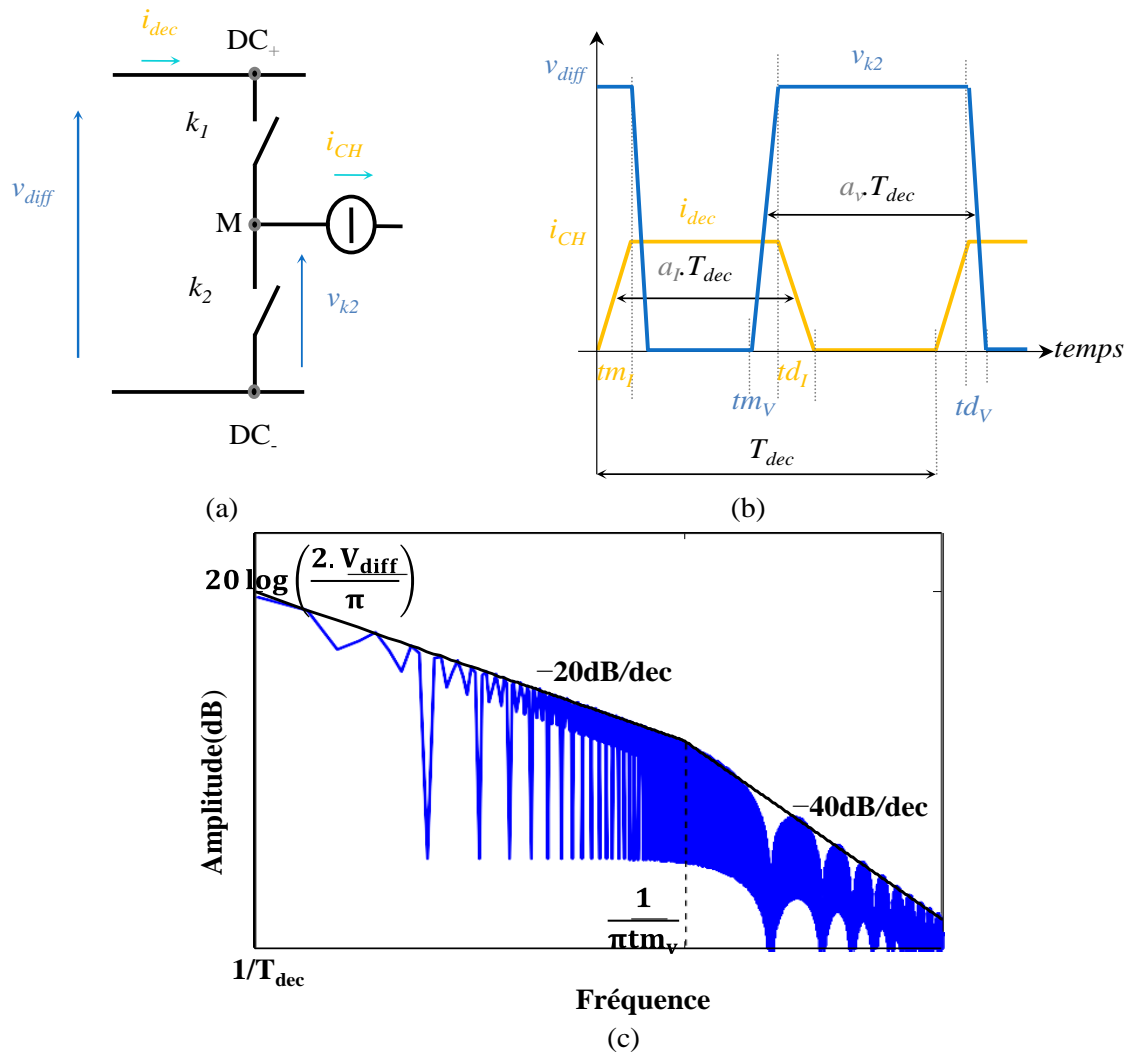 i_dec
DC+
k1
i_CH
v_diff
M
k2
v_k2
DC-
(a)
v_diff
v_k2
a_v.T_dec
i_dec
i_CH
a_I.T_dec
temps
tm_I
td_I
tm_V
td_V
T_dec
(b)
20 log(2.V_diff/π)
−20dB/dec
−40dB/dec
Amplitude(dB)
1/πtm_v
1/T_dec
Fréquence
(c)